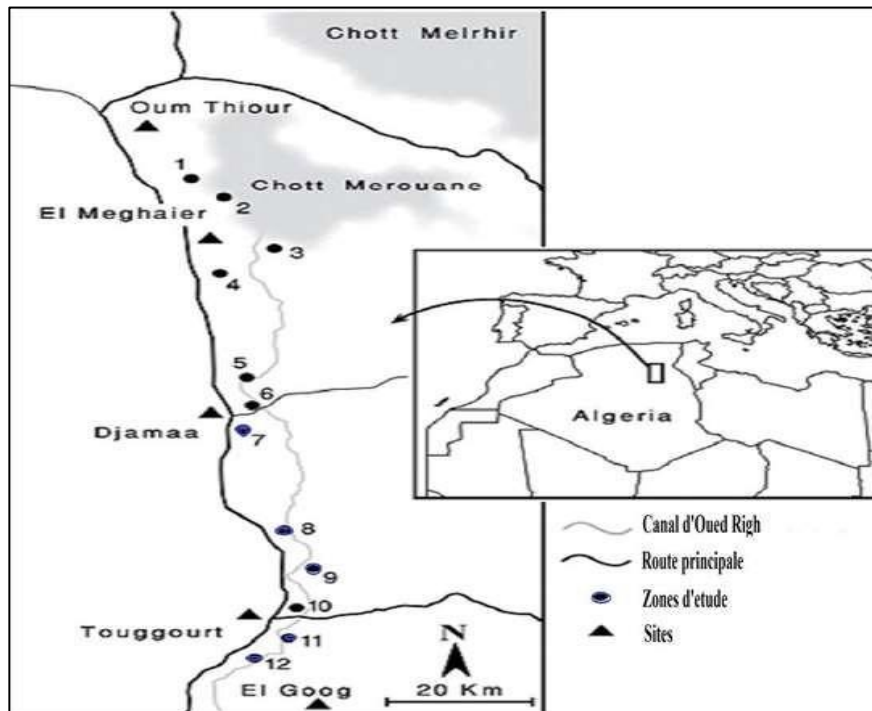 Chott Melrhir
Oum Thiour
1
2
Chott Merouane
El Meghaier
3
4
5
6
Djamaa
7
Algeria
8
9
10
Touggourt
11
12
El Goog
N
20 Km
Canal d'Oued Righ
Route principale
Zones d'etude
Sites